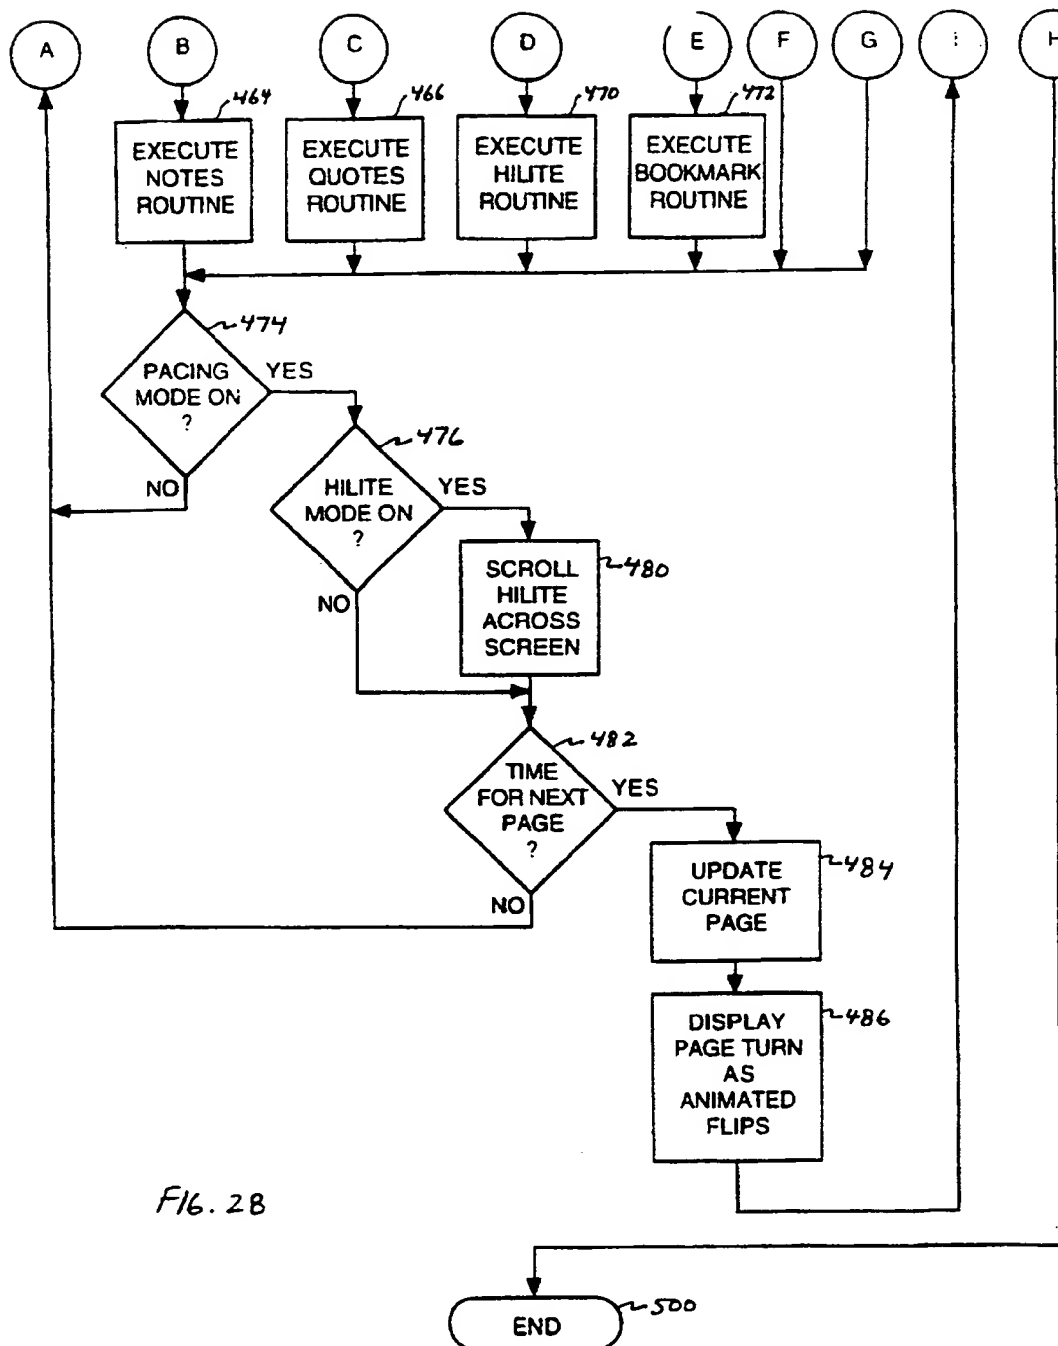 A
B
C
D
E
F
G
I
H
464
466
470
472
EXECUTE
NOTES
ROUTINE
EXECUTE
QUOTES
ROUTINE
EXECUTE
HILITE
ROUTINE
EXECUTE
BOOKMARK
ROUTINE
474
PACING
MODE ON
?
YES
NO
476
HILITE
MODE ON
?
YES
NO
480
SCROLL
HILITE
ACROSS
SCREEN
482
TIME
FOR NEXT
PAGE
?
YES
NO
484
UPDATE
CURRENT
PAGE
486
DISPLAY
PAGE TURN
AS
ANIMATED
FLIPS
FIG. 28
500
END